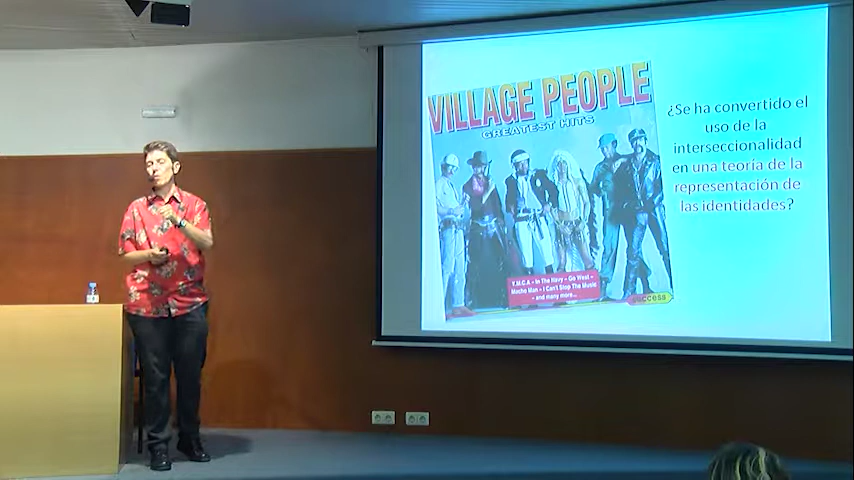 VILLAGE PEOPLE
GREATEST HITS
Y.M.C.A - In The Navy - Go West -
Macho Man - I Can't Stop The Music
- and many more...
success
¿Se ha convertido el
uso de la
interseccionalidad
en una teoría de la
representación de
las identidades?